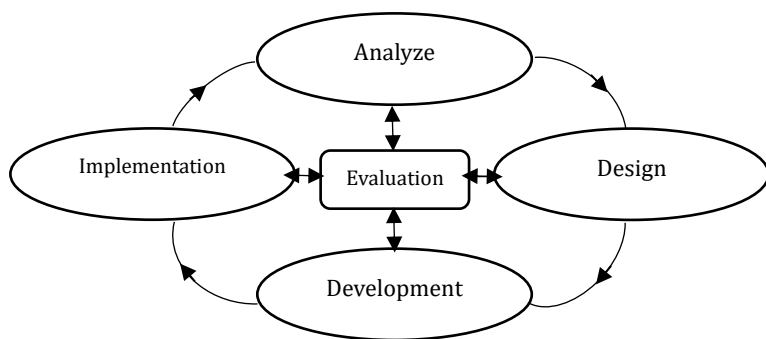 Analyze
Implementation
Evaluation
Design
Development